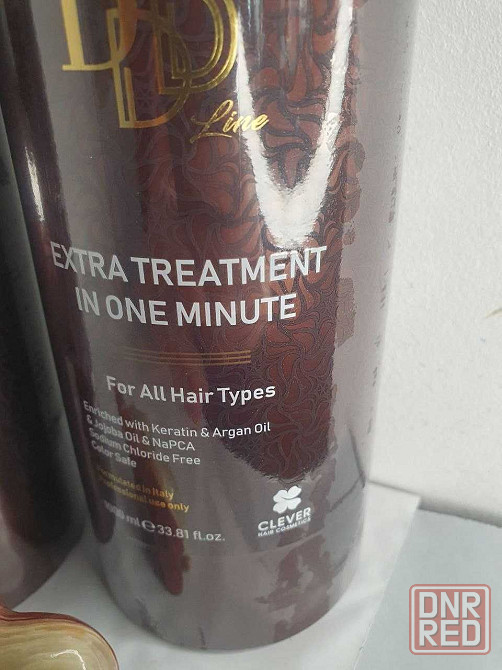 Line
EXTRA TREATMENT
IN ONE MINUTE
For All Hair Types
Enriched with Keratin & Argan Oil
& Jojoba Oil & NaPCA
Sodium Chloride Free
Color Safe
Formulated in Italy
Professional use only
1000 ml ℮ 33.81 fl.oz.
CLEVER
HAIR COSMETICS
DNR
RED